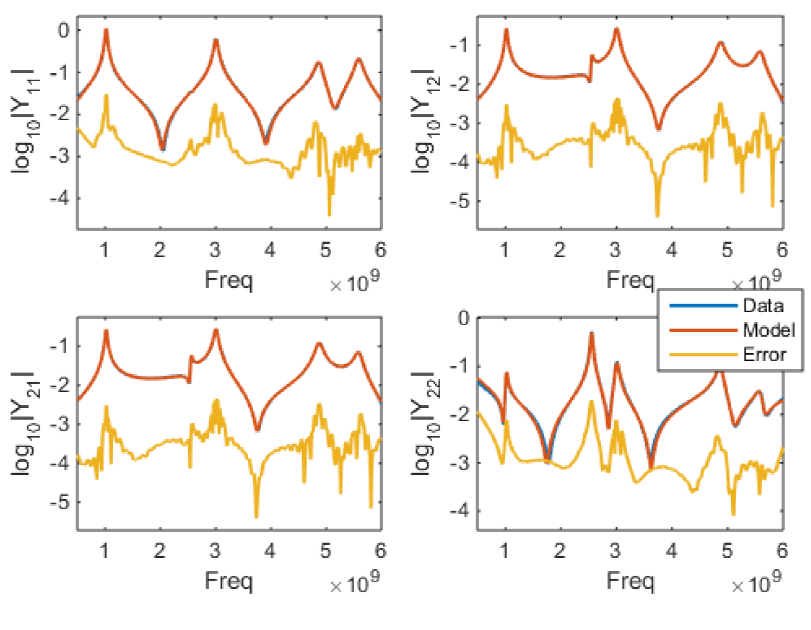 0
-1
-2
-3
-4
log10|Y11|
1 2 3 4 5 6
Freq
×10^9
-1
-2
-3
-4
-5
log10|Y12|
1 2 3 4 5 6
Freq
×10^9
-1
-2
-3
-4
-5
log10|Y21|
1 2 3 4 5 6
Freq
×10^9
0
-1
-2
-3
-4
log10|Y22|
1 2 3 4 5 6
Freq
×10^9
Data
Model
Error